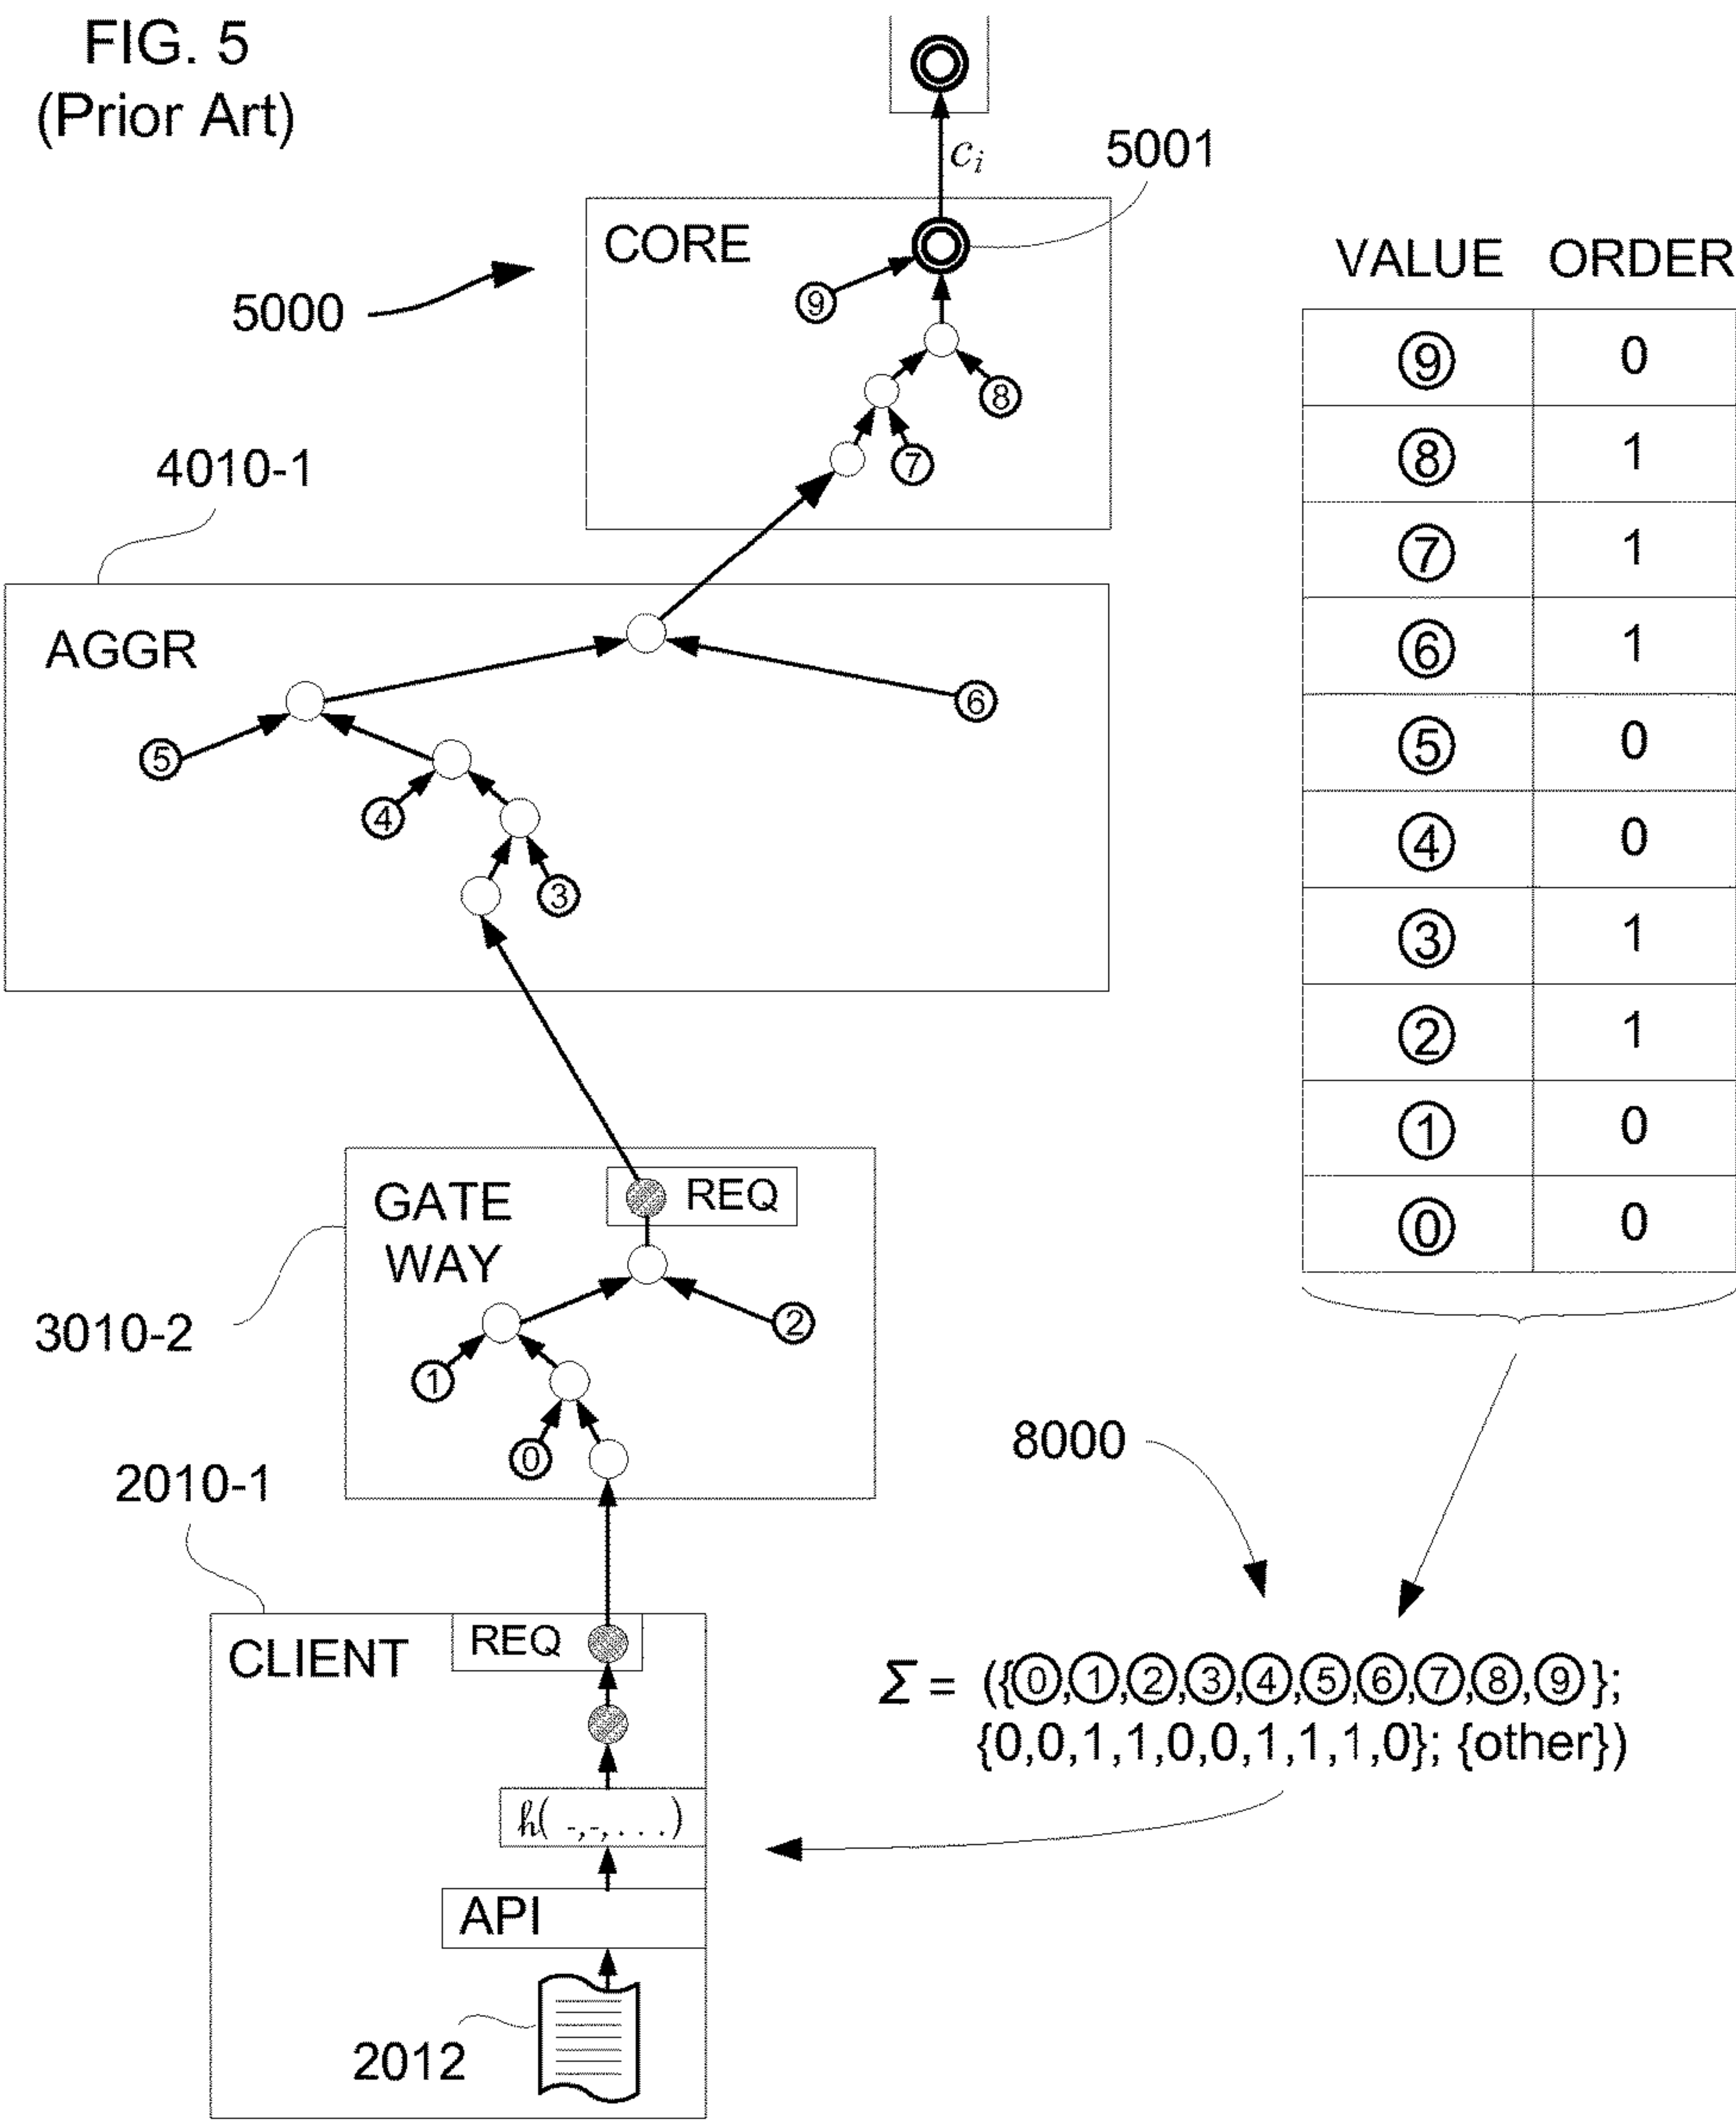 FIG. 5
(Prior Art)
c_i
5001
CORE
5000
⑨
⑧
⑦
4010-1
AGGR
⑥
⑤
④
③
REQ
GATE
WAY
3010-2
②
①
⓪
2010-1
REQ
CLIENT
h( -,-, . . .)
API
2012
VALUE ORDER
⑨ 0
⑧ 1
⑦ 1
⑥ 1
⑤ 0
④ 0
③ 1
② 1
① 0
⓪ 0
8000
Σ = ({⓪,①,②,③,④,⑤,⑥,⑦,⑧,⑨};
{0,0,1,1,0,0,1,1,1,0}; {other})